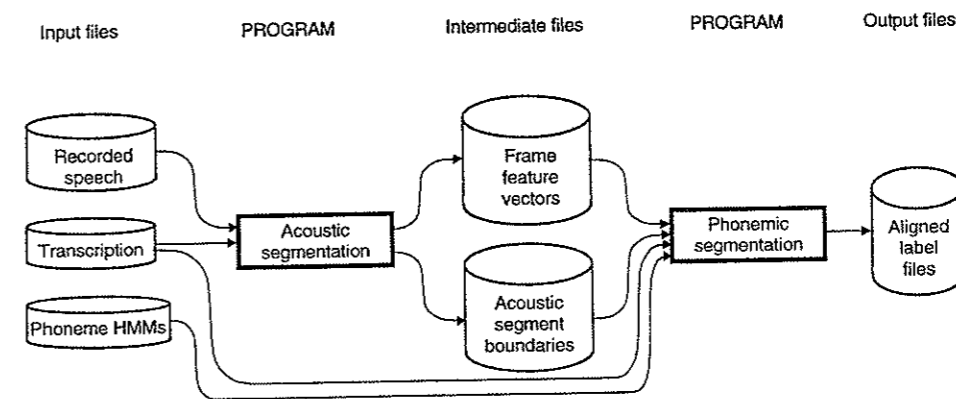 Input files
PROGRAM
Intermediate files
PROGRAM
Output files
Recorded
speech
Transcription
Phoneme HMMs
Acoustic
segmentation
Frame
feature
vectors
Acoustic
segment
boundaries
Phonemic
segmentation
Aligned
label
files